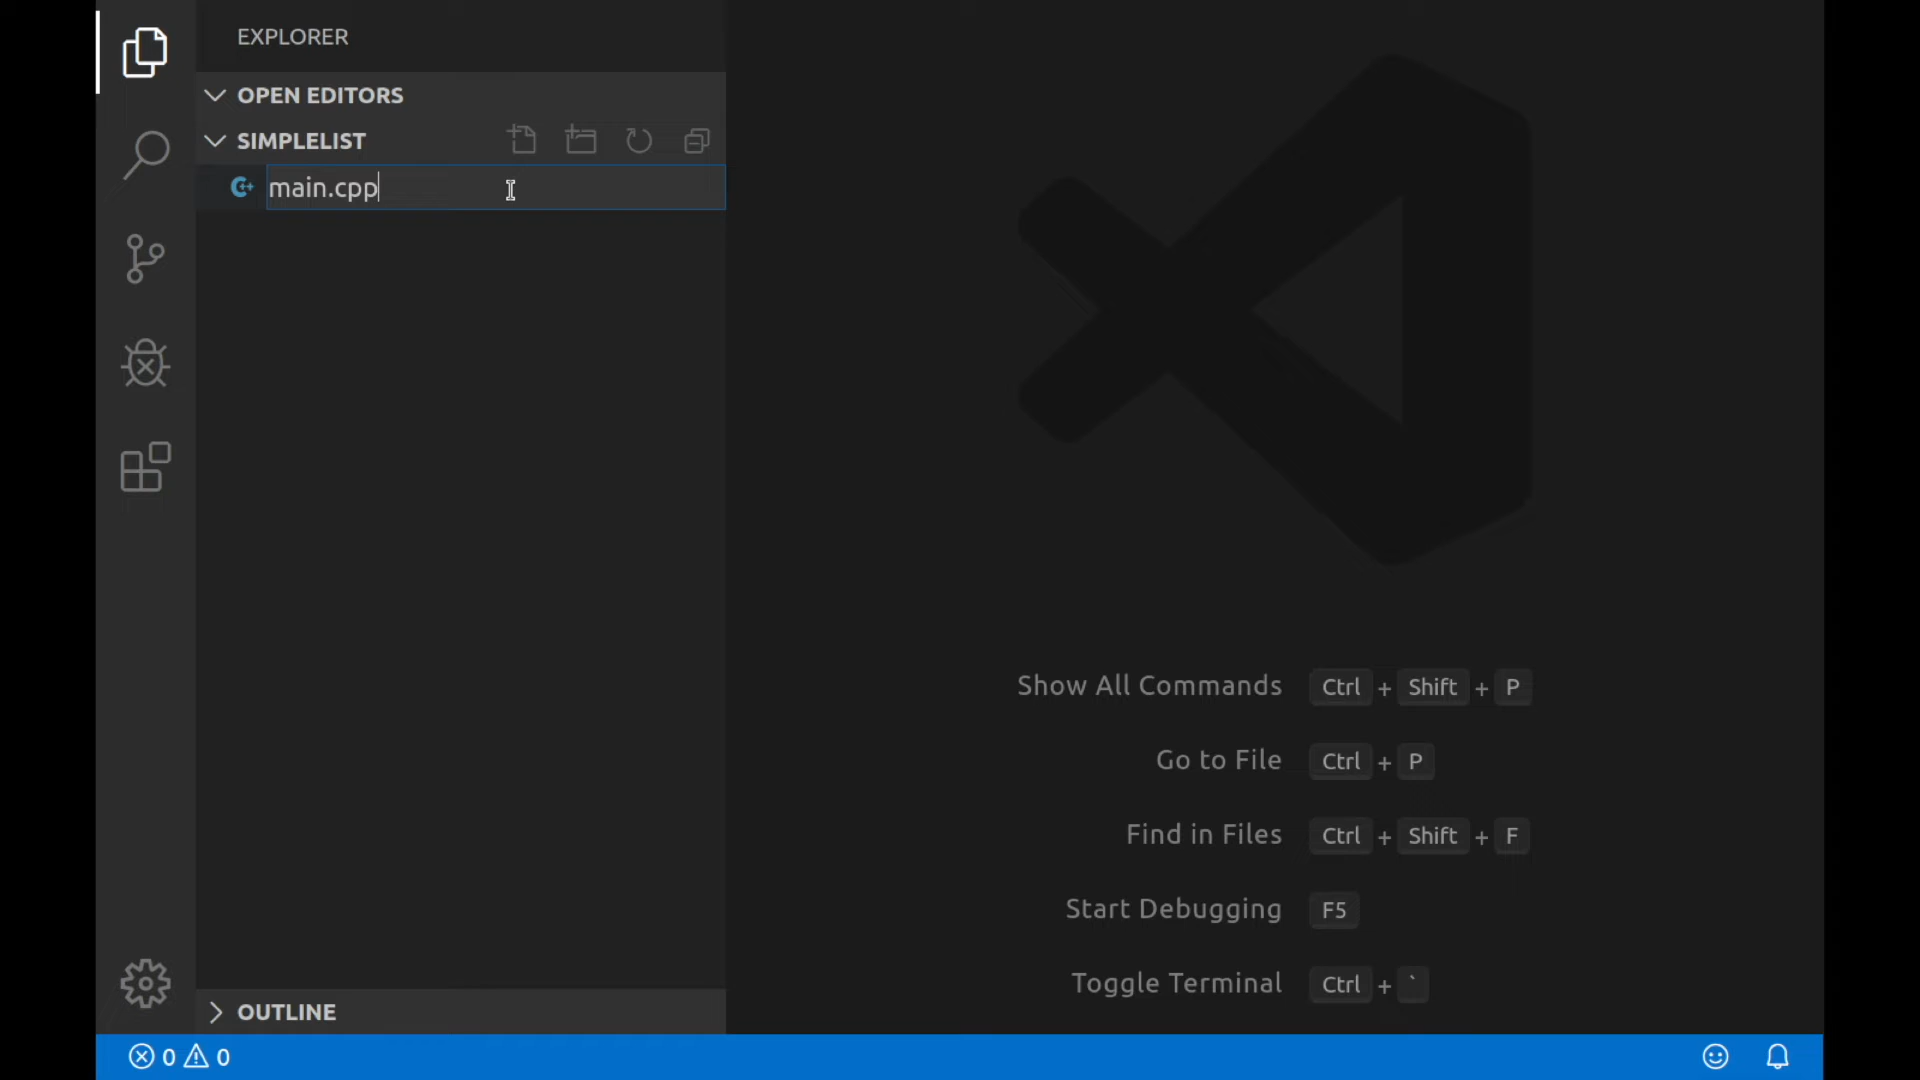 EXPLORER
OPEN EDITORS
SIMPLELIST
main.cpp
Show All Commands Ctrl + Shift + P
Go to File Ctrl + P
Find in Files Ctrl + Shift + F
Start Debugging F5
Toggle Terminal Ctrl + `
OUTLINE
0 0